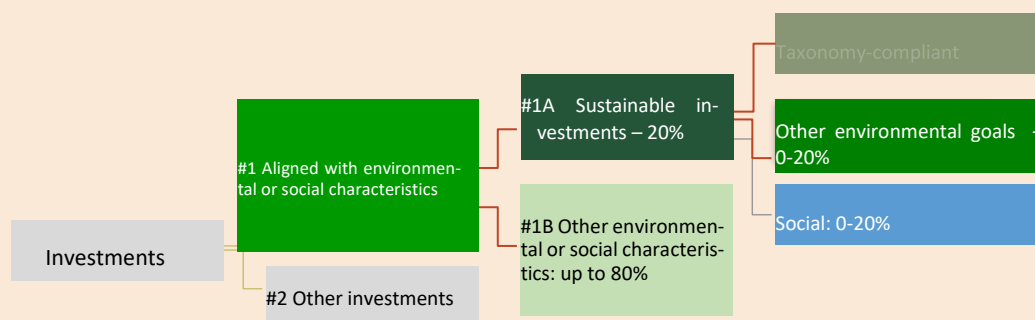 Taxonomy-compliant
#1A Sustainable in-
vestments – 20%
Other environmental goals -
0-20%
#1 Aligned with environmen-
tal or social characteristics
#1B Other environmen-
tal or social characteris-
tics: up to 80%
Social: 0-20%
Investments
#2 Other investments